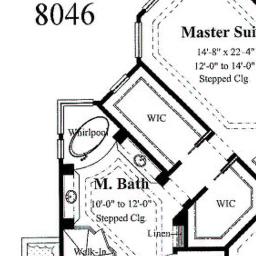 8046
Master Sui
14'-8" x 22'-4"
12'-0" to 14'-0"
Stepped Clg
WIC
Whirlpool
M. Bath
10'-0" to 12'-0"
Stepped Clg
WIC
Linen
Walk-In